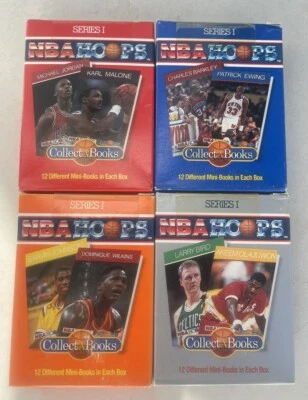 SERIES I
NBA HOOPS
MICHAEL JORDAN
KARL MALONE
Collect A Books
12 Different Mini-Books in Each Box
SERIES I
NBA HOOPS
CHARLES BARKLEY
PATRICK EWING
Collect A Books
12 Different Mini-Books in Each Box
SERIES I
NBA HOOPS
DOMINIQUE WILKINS
Collect A Books
12 Different Mini-Books in Each Box
SERIES I
NBA HOOPS
LARRY BIRD
CELTICS
Collect A Books
12 Different Mini-Books in Each Box